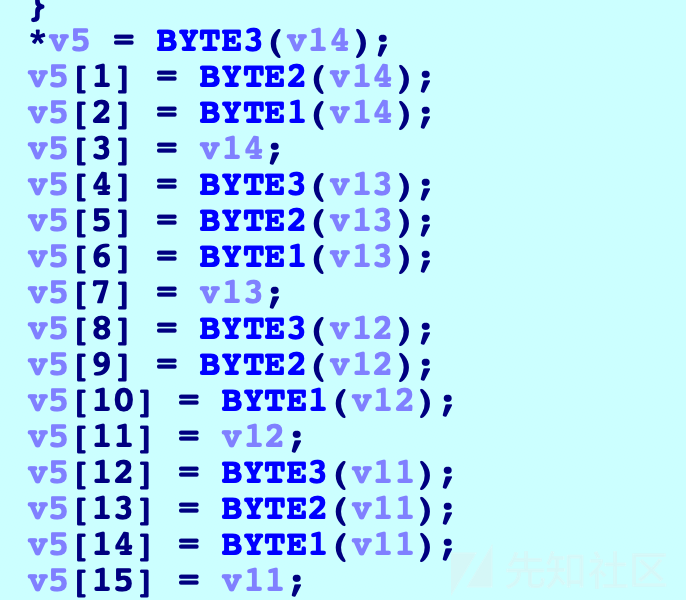 }
*v5 = BYTE3(v14);
v5[1] = BYTE2(v14);
v5[2] = BYTE1(v14);
v5[3] = v14;
v5[4] = BYTE3(v13);
v5[5] = BYTE2(v13);
v5[6] = BYTE1(v13);
v5[7] = v13;
v5[8] = BYTE3(v12);
v5[9] = BYTE2(v12);
v5[10] = BYTE1(v12);
v5[11] = v12;
v5[12] = BYTE3(v11);
v5[13] = BYTE2(v11);
v5[14] = BYTE1(v11);
v5[15] = v11;
先知社区